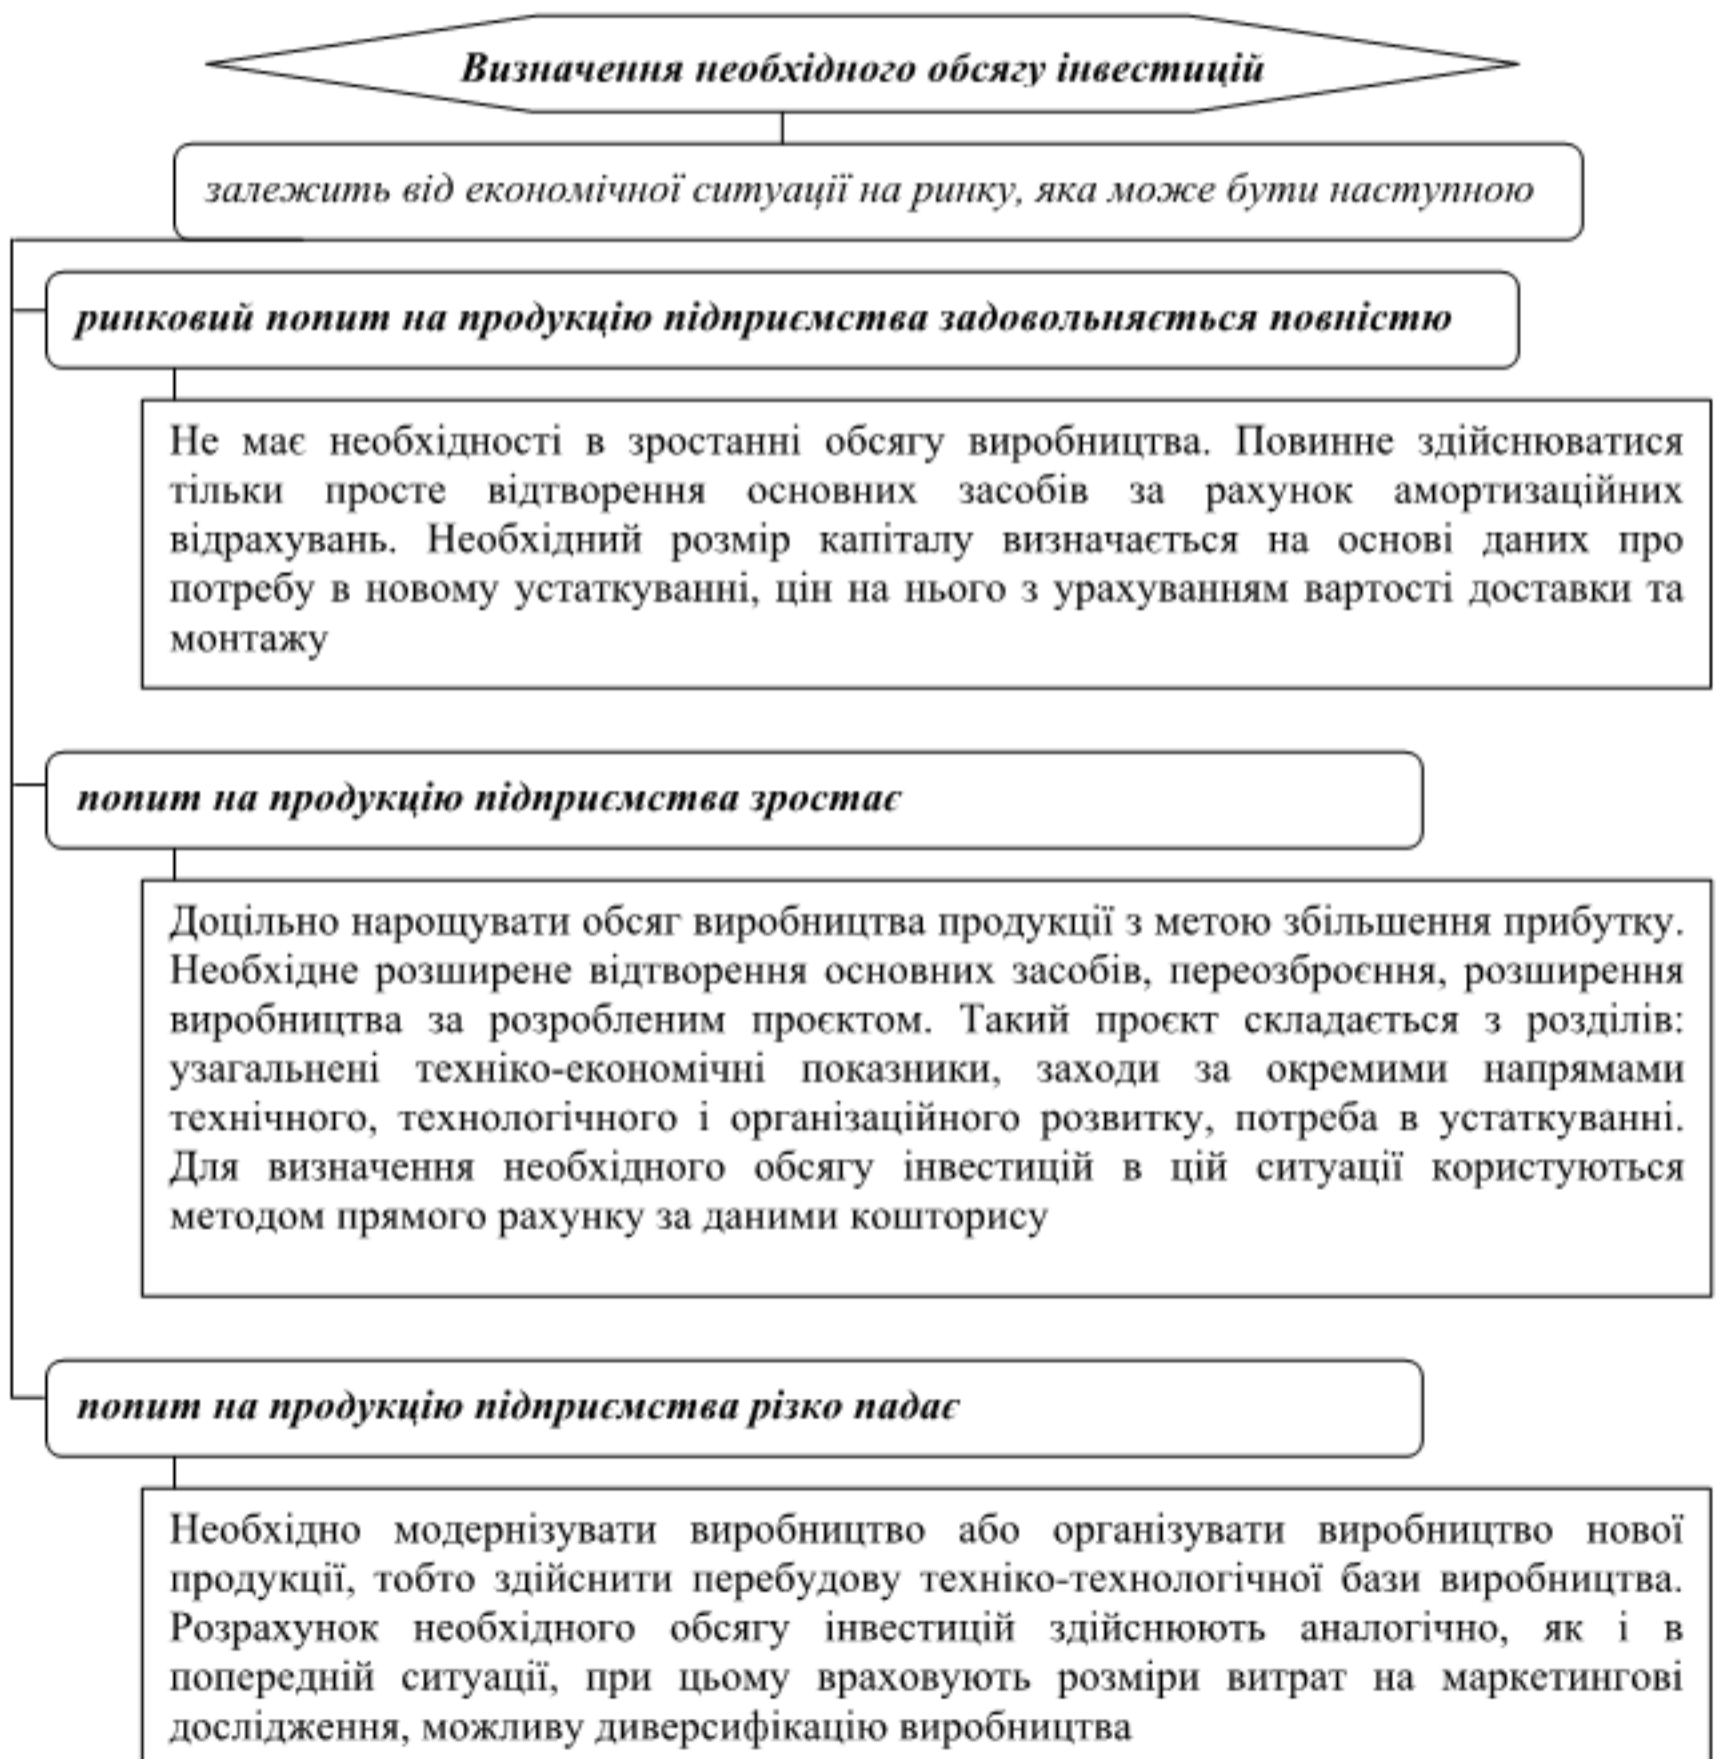 Визначення необхідного обсягу інвестицій
залежить від економічної ситуації на ринку, яка може бути наступною
ринковий попит на продукцію підприємства задовольняється повністю
Не має необхідності в зростанні обсягу виробництва. Повинне здійснюватися
тільки просте відтворення основних засобів за рахунок амортизаційних
відрахувань. Необхідний розмір капіталу визначається на основі даних про
потребу в новому устаткуванні, цін на нього з урахуванням вартості доставки та
монтажу
попит на продукцію підприємства зростає
Доцільно нарощувати обсяг виробництва продукції з метою збільшення прибутку.
Необхідне розширене відтворення основних засобів, переозброєння, розширення
виробництва за розробленим проєктом. Такий проєкт складається з розділів:
узагальнені техніко-економічні показники, заходи за окремими напрямами
технічного, технологічного і організаційного розвитку, потреба в устаткуванні.
Для визначення необхідного обсягу інвестицій в цій ситуації користуються
методом прямого рахунку за даними кошторису
попит на продукцію підприємства різко падає
Необхідно модернізувати виробництво або організувати виробництво нової
продукції, тобто здійснити перебудову техніко-технологічної бази виробництва.
Розрахунок необхідного обсягу інвестицій здійснюють аналогічно, як і в
попередній ситуації, при цьому враховують розміри витрат на маркетингові
дослідження, можливу диверсифікацію виробництва